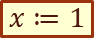 x := 1